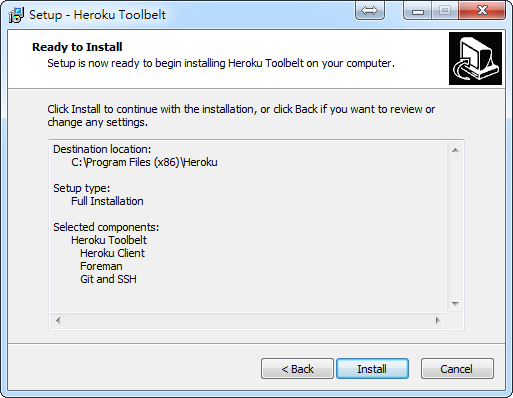 Setup - Heroku Toolbelt
Ready to Install
Setup is now ready to begin installing Heroku Toolbelt on your computer.
Click Install to continue with the installation, or click Back if you want to review or
change any settings.
Destination location:
C:\Program Files (x86)\Heroku
Setup type:
Full Installation
Selected components:
Heroku Toolbelt
Heroku Client
Foreman
Git and SSH
< Back
Install
Cancel